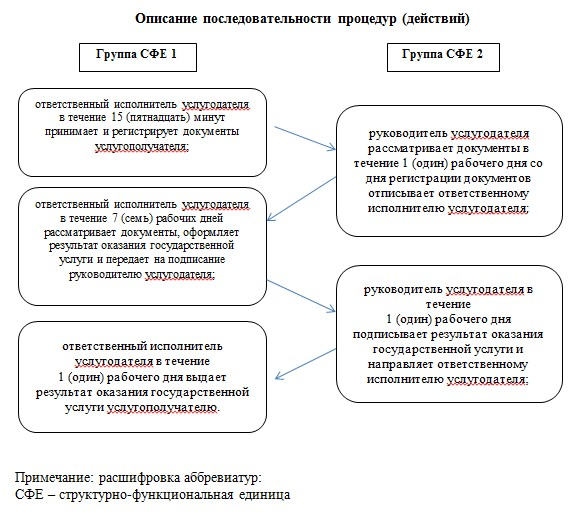 Описание последовательности процедур (действий)
Группа СФЕ 1
Группа СФЕ 2
ответственный исполнитель услугодателя
в течение 15 (пятнадцать) минут
принимает и регистрирует документы
услугополучателя;
руководитель услугодателя
рассматривает документы в
течение 1 (один) рабочего дня со
дня регистрации документов
отписывает ответственному
исполнителю услугодателя;
ответственный исполнитель услугодателя
в течение 7 (семь) рабочих дней
рассматривает документы, оформляет
результат оказания государственной
услуги и передает на подписание
руководителю услугодателя;
руководитель услугодателя в
течение
1 (один) рабочего дня
подписывает результат оказания
государственной услуги и
направляет ответственному
исполнителю услугодателя;
ответственный исполнитель
услугодателя в течение
1 (один) рабочего дня выдает
результат оказания государственной
услуги услугополучателю.
Примечание: расшифровка аббревиатур:
СФЕ – структурно-функциональная единица